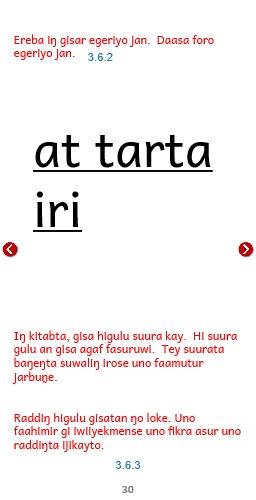 Ereba iŋ gisar egeriyo jan.  Daasa foro
egeriyo jan.
3.6.2
at tarta
iri
Iŋ kitabta, gisa higulu suura kay.  Hi suura
gulu an gisa agaf fasuruwi.  Tey suurata
baŋeŋta suwaliŋ irose uno faamutur
jarbuŋe.
Raddiŋ higulu gisatan ŋo loke. Uno
faahimir gi iwiiyekmense uno fikra asur uno
raddiŋta ijikayto.
3.6.3
30